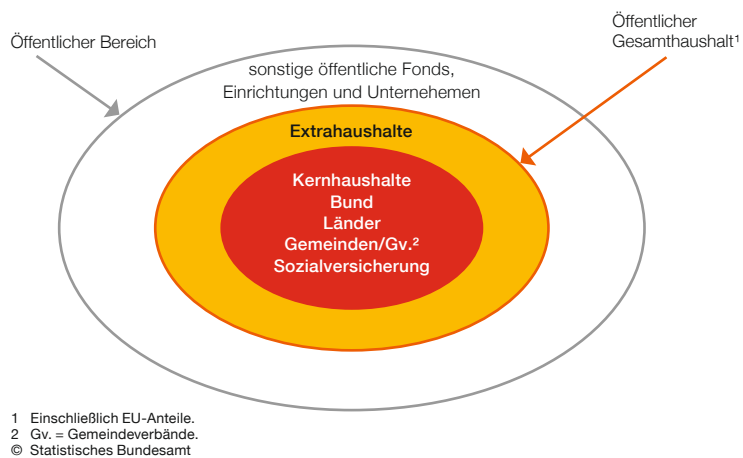 Öffentlicher Bereich
Öffentlicher
Gesamthaushalt¹
sonstige öffentliche Fonds,
Einrichtungen und Unternehemen
Extrahaushalte
Kernhaushalte
Bund
Länder
Gemeinden/Gv.²
Sozialversicherung
1 Einschließlich EU-Anteile.
2 Gv. = Gemeindeverbände.
© Statistisches Bundesamt